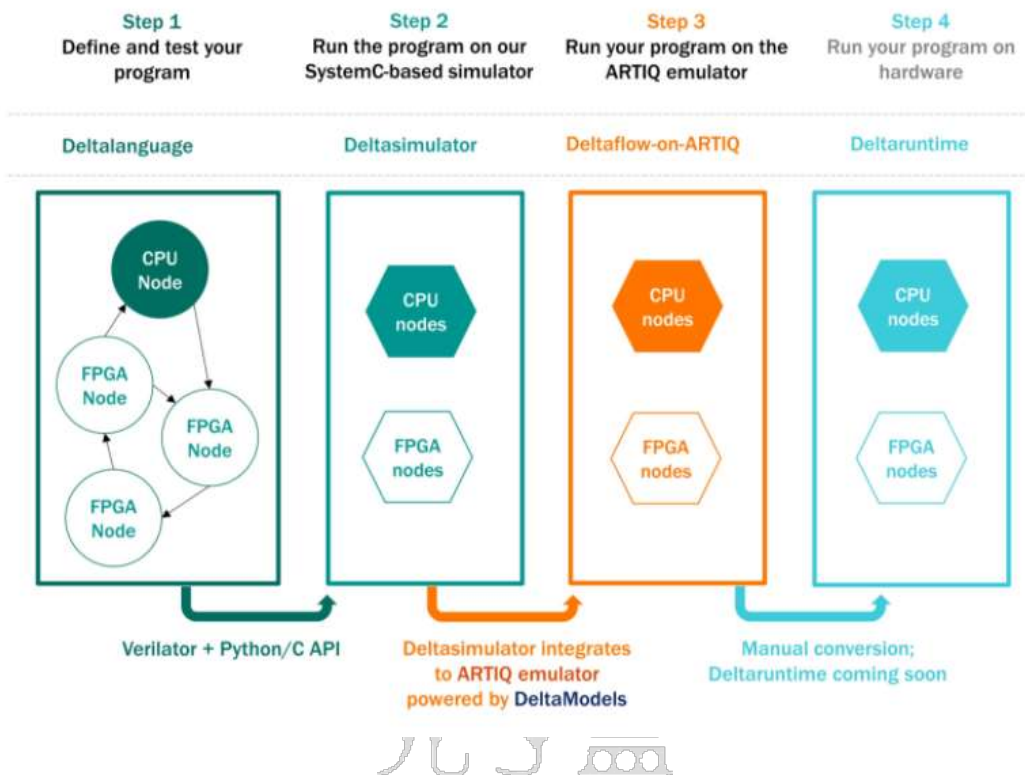 Step 1
Define and test your
program
Step 2
Run the program on our
SystemC-based simulator
Step 3
Run your program on the
ARTIQ emulator
Step 4
Run your program on
hardware
Deltalanguage
Deltasimulator
Deltaflow-on-ARTIQ
Deltaruntime
CPU
Node
FPGA
Node
FPGA
Node
FPGA
Node
CPU
nodes
FPGA
nodes
CPU
nodes
FPGA
nodes
CPU
nodes
FPGA
nodes
Verilator + Python/C API
Deltasimulator integrates
to ARTIQ emulator
powered by DeltaModels
Manual conversion;
Deltaruntime coming soon